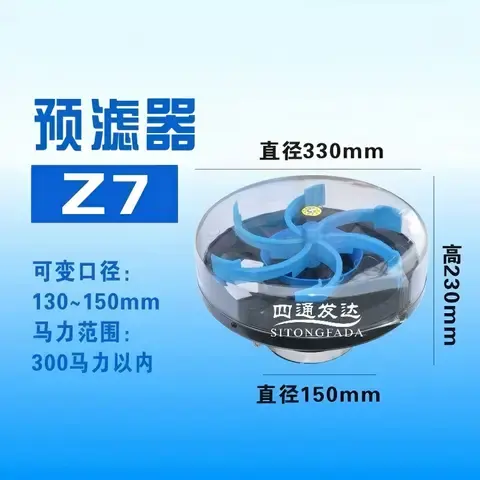 预滤器
Z7
可变口径：
130~150mm
马力范围：
300马力以内
直径330mm
高230mm
四通发达
SITONGFADA
直径150mm